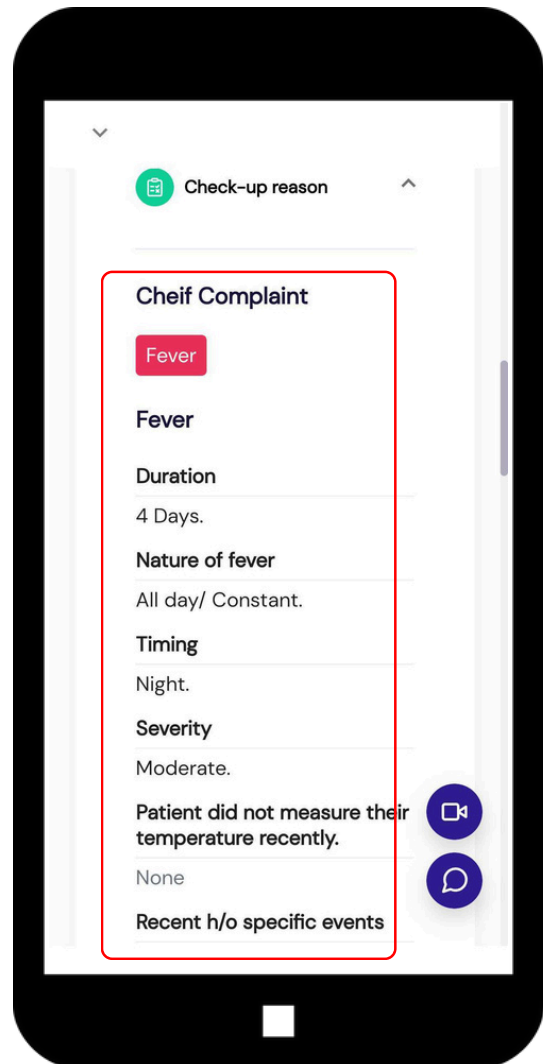 Check-up reason
Cheif Complaint
Fever
Fever
Duration
4 Days.
Nature of fever
All day/ Constant.
Timing
Night.
Severity
Moderate.
Patient did not measure their
temperature recently.
None
Recent h/o specific events